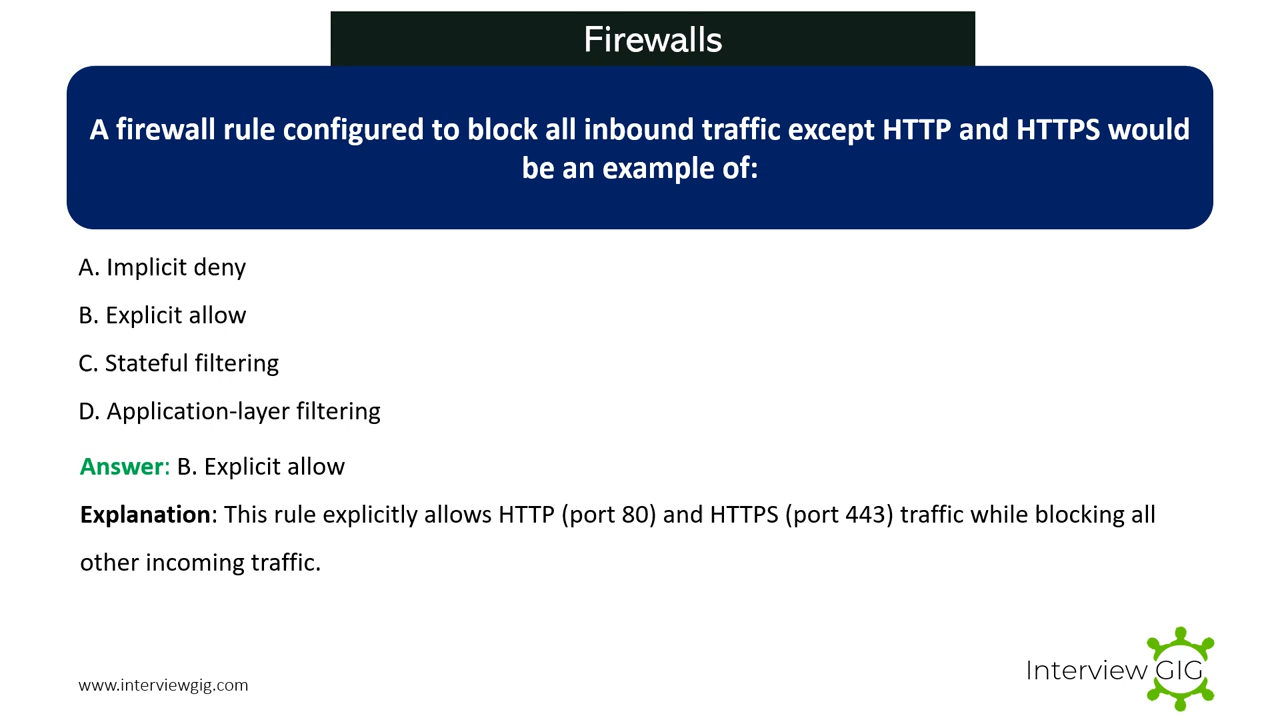 Firewalls
A firewall rule configured to block all inbound traffic except HTTP and HTTPS would
be an example of:
A. Implicit deny
B. Explicit allow
C. Stateful filtering
D. Application-layer filtering
Answer: B. Explicit allow
Explanation: This rule explicitly allows HTTP (port 80) and HTTPS (port 443) traffic while blocking all
other incoming traffic.
www.interviewgig.com
Interview GIG